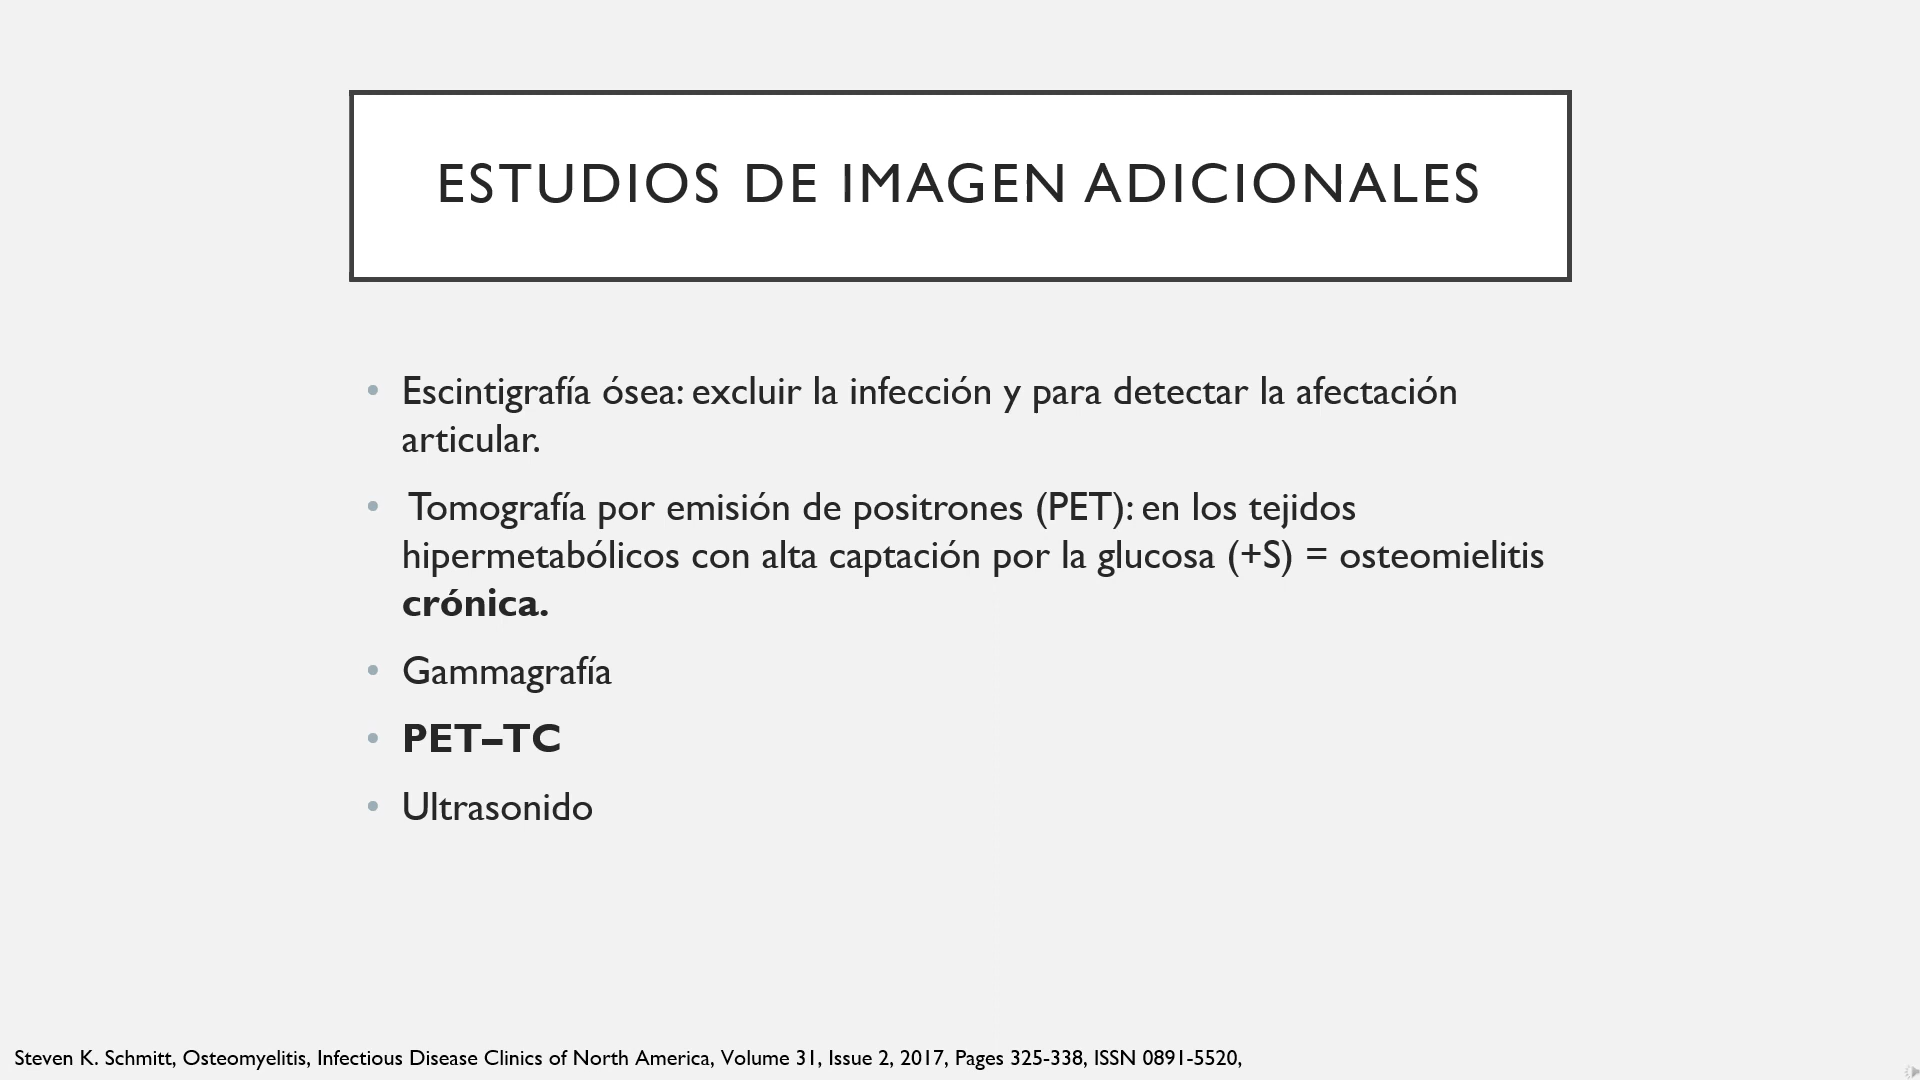 ESTUDIOS DE IMAGEN ADICIONALES
• Escintigrafía ósea: excluir la infección y para detectar la afectación
articular.
• Tomografía por emisión de positrones (PET): en los tejidos
hipermetabólicos con alta captación por la glucosa (+S) = osteomielitis
crónica.
• Gammagrafía
• PET–TC
• Ultrasonido
Steven K. Schmitt, Osteomyelitis, Infectious Disease Clinics of North America, Volume 31, Issue 2, 2017, Pages 325-338, ISSN 0891-5520,